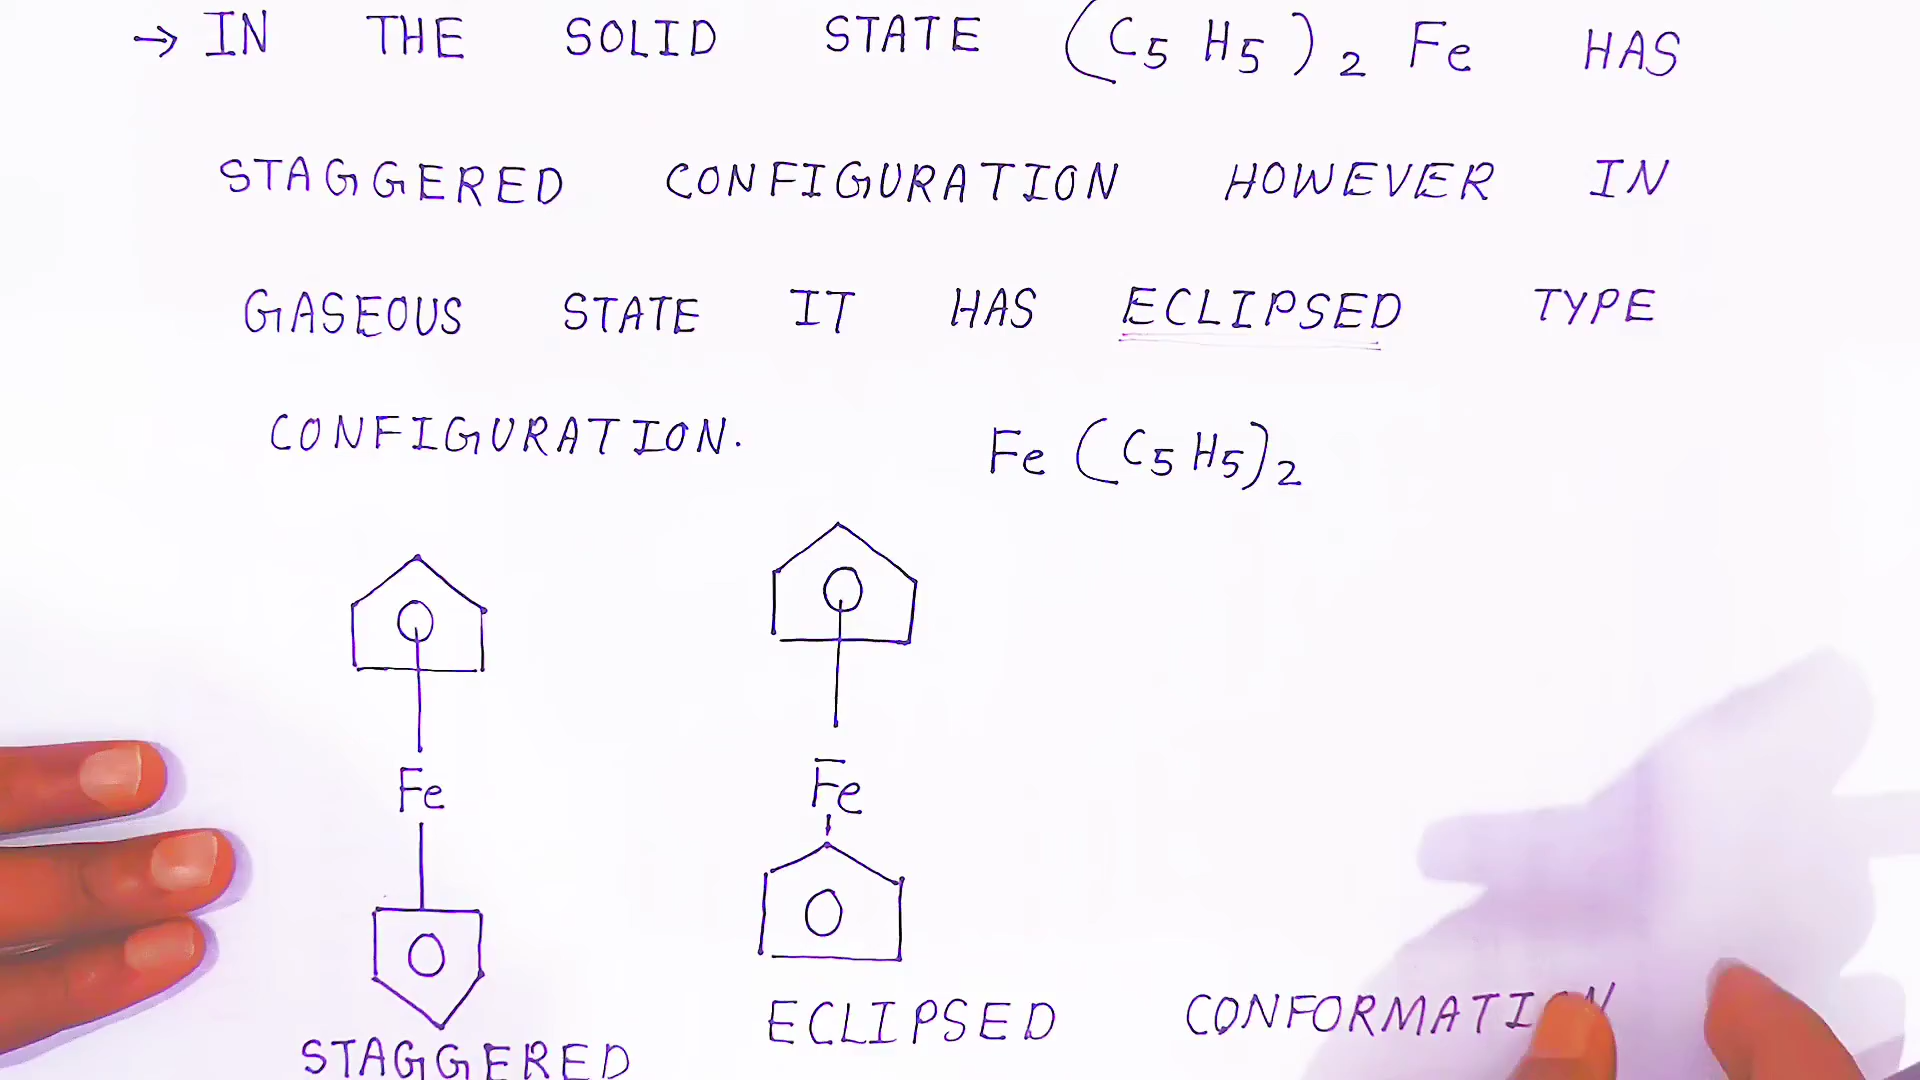 → IN THE SOLID STATE (C5 H5)2 Fe HAS
STAGGERED CONFIGURATION HOWEVER IN
GASEOUS STATE IT HAS ECLIPSED TYPE
CONFIGURATION. Fe (C5 H5)2
Fe Fe
ECLIPSED CONFORMATION
STAGGERED